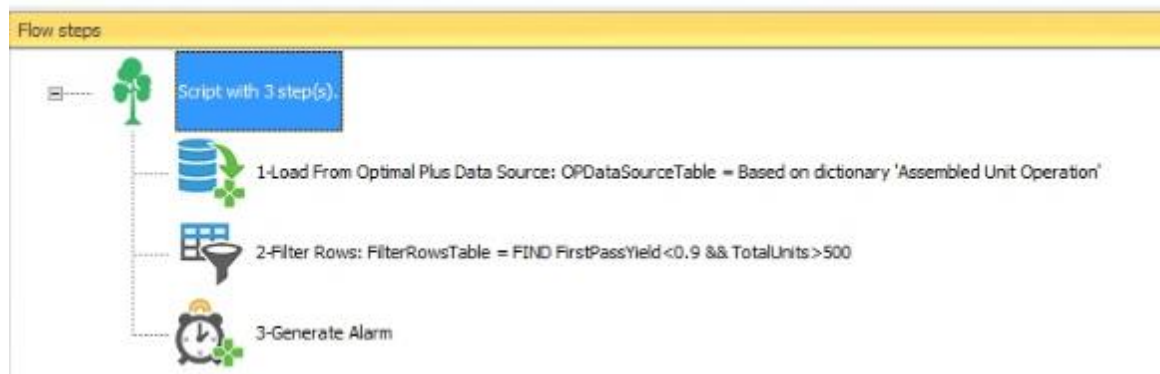 Flow steps
Script with 3 step(s).
1-Load From Optimal Plus Data Source: OPDataSourceTable = Based on dictionary 'Assembled Unit Operation'
2-Filter Rows: FilterRowsTable = FIND FirstPassYield<0.9 && TotalUnits>500
3-Generate Alarm